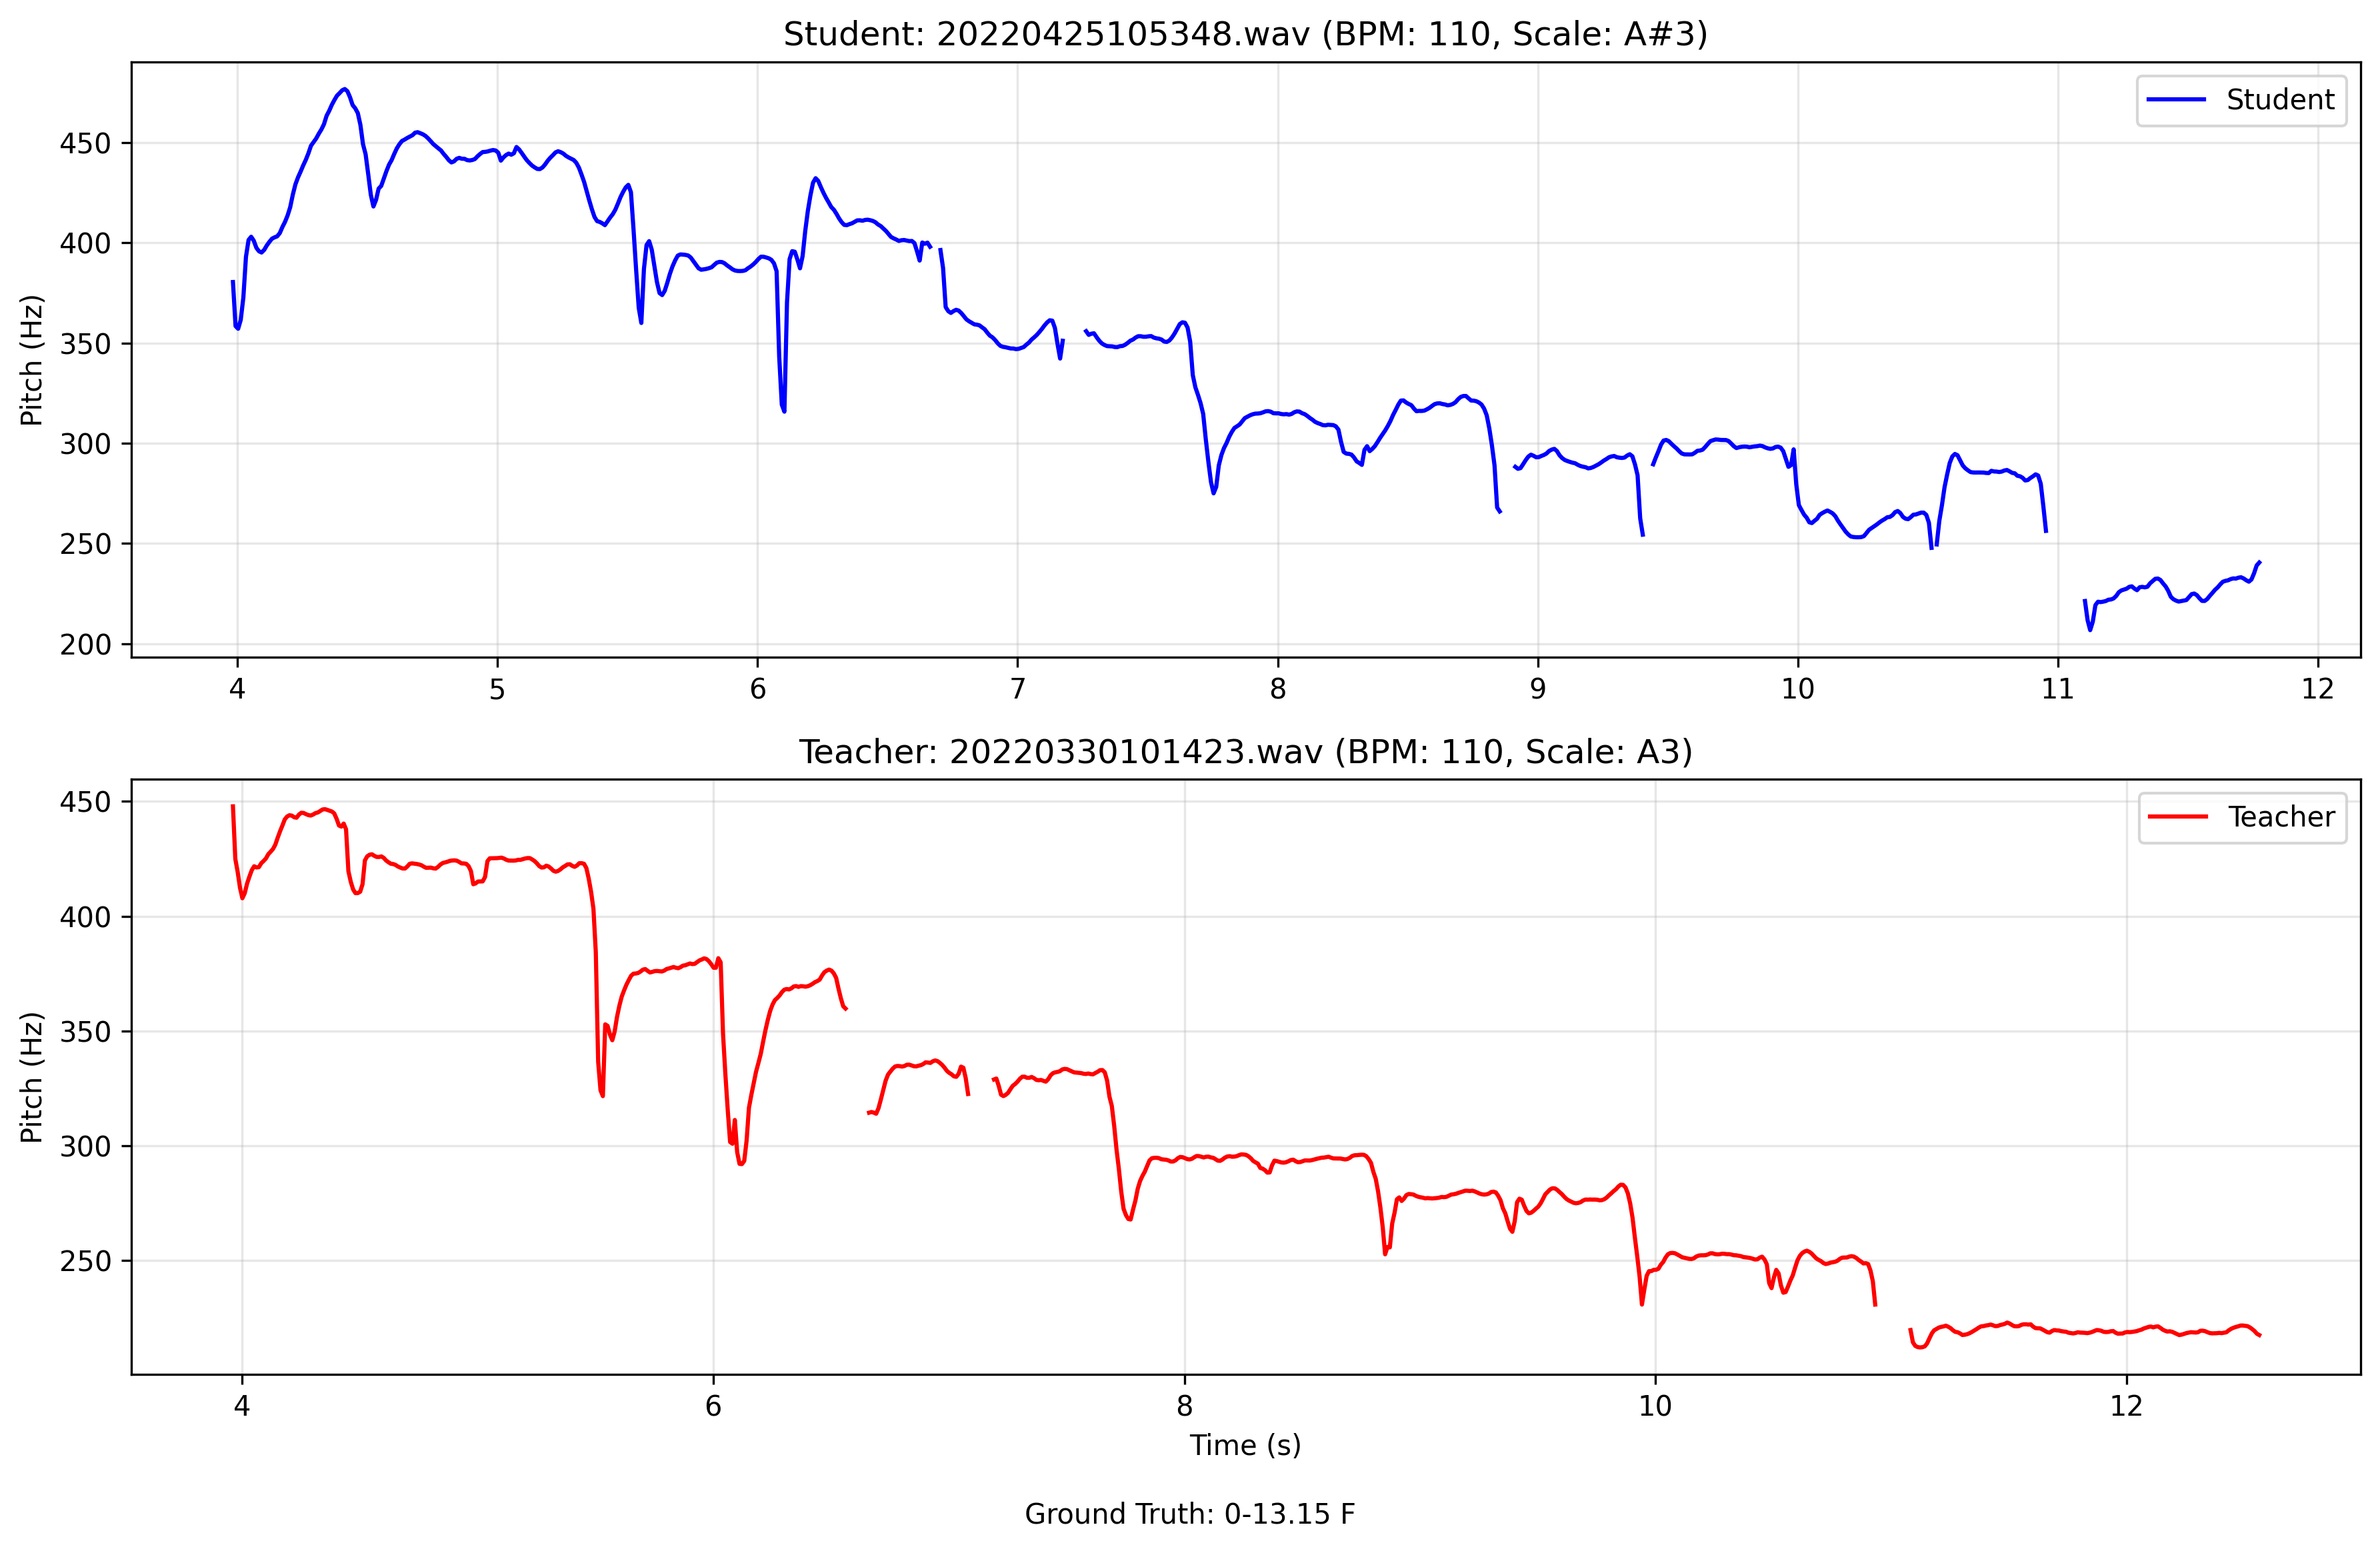 Student: 20220425105348.wav (BPM: 110, Scale: A#3)
Pitch (Hz)
450
400
350
300
250
200
Student
4 5 6 7 8 9 10 11 12
Teacher: 20220330101423.wav (BPM: 110, Scale: A3)
Pitch (Hz)
450
400
350
300
250
Teacher
4 6 8 10 12
Time (s)
Ground Truth: 0-13.15 F